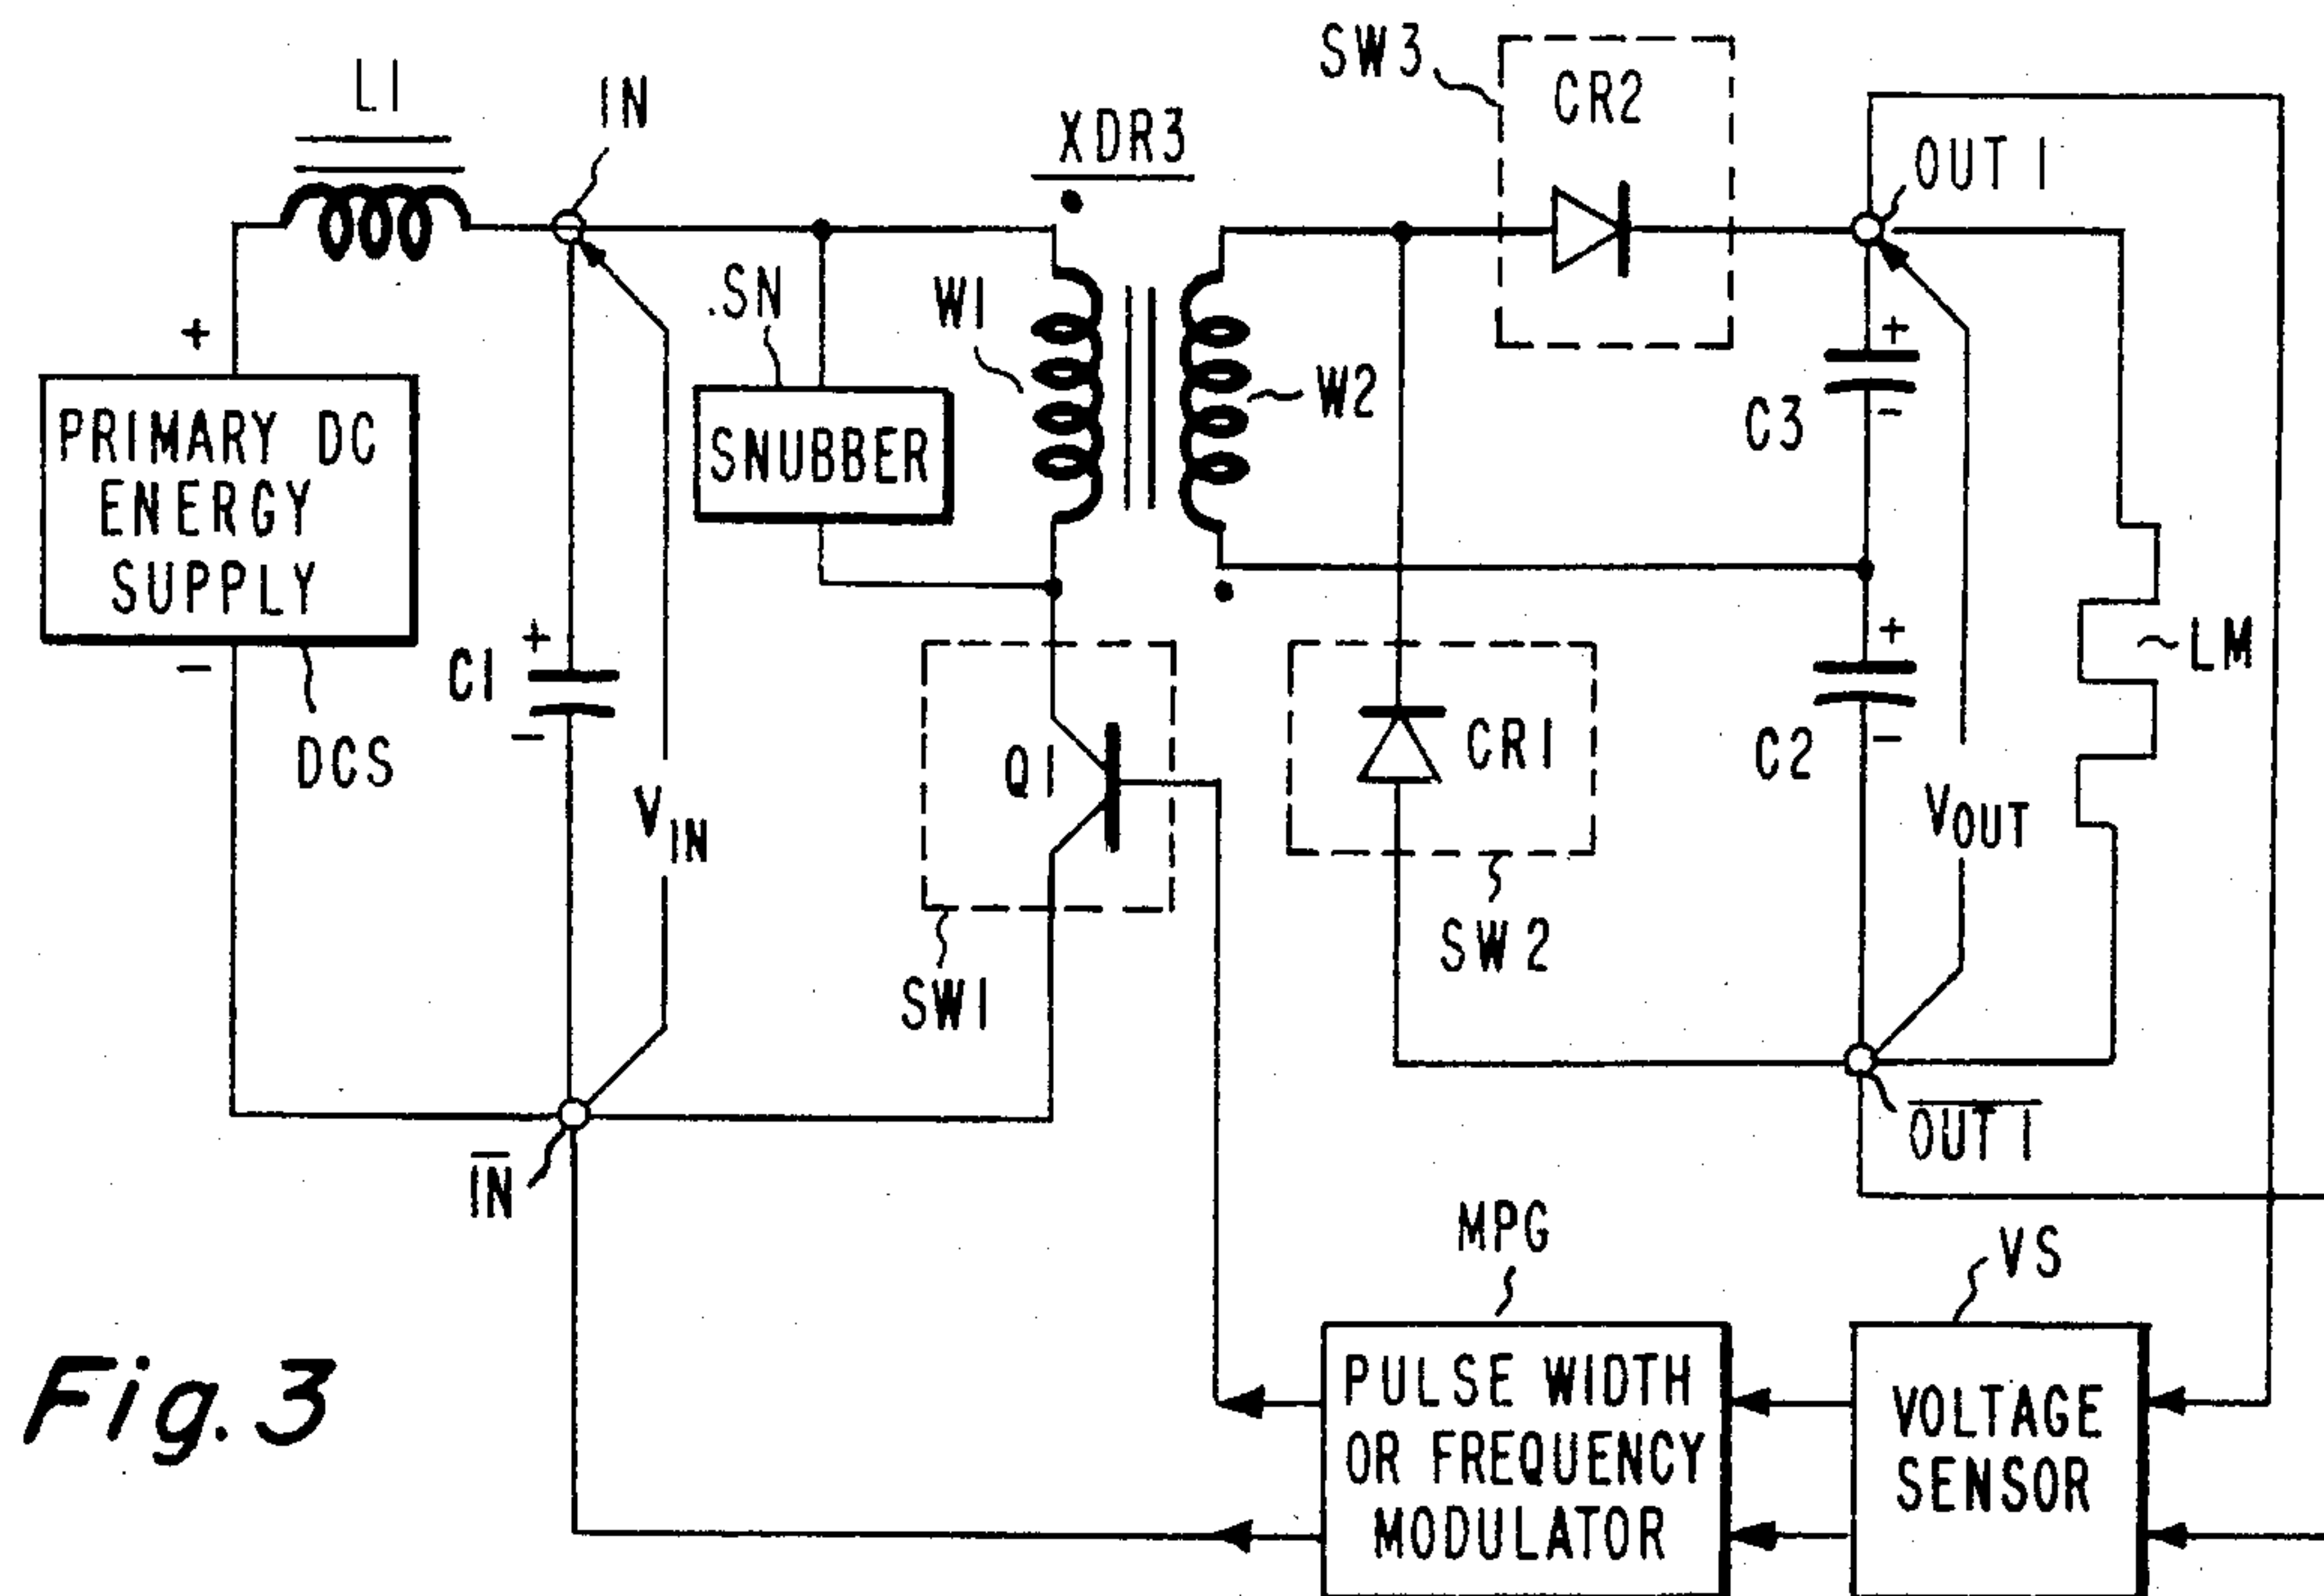 L1
IN
XDR3
SW3
CR2
OUT 1
+
.SN
W1
W2
+
-
C3
PRIMARY DC
ENERGY
SUPPLY
SNUBBER
-
+
C1
-
DCS
VIN
Q1
CR1
+
C2
-
VOUT
LM
SW1
SW2
IN
OUT 1
MPG
VS
Fig. 3
PULSE WIDTH
OR FREQUENCY
MODULATOR
VOLTAGE
SENSOR